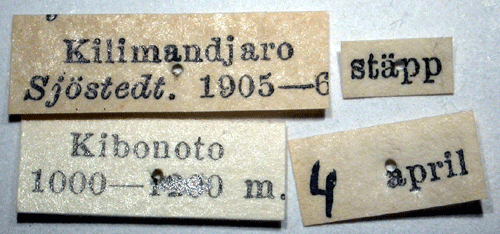 Kilimandjaro
Sjöstedt. 1905—6
stäpp
Kibonoto
1000—1200 m.
4 april